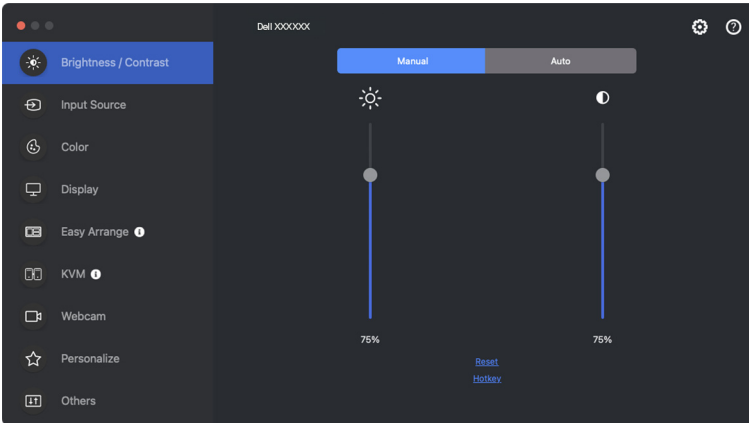 Dell XXXXXX
Brightness / Contrast
Input Source
Color
Display
Easy Arrange
KVM
Webcam
Personalize
Others
Manual
Auto
75%
75%
Reset
Hotkey